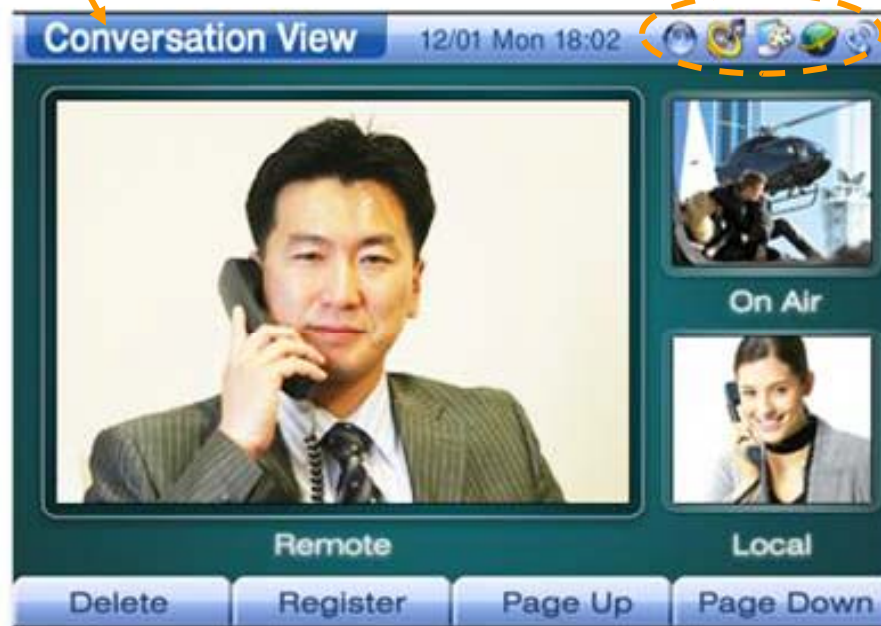 Conversation View 12/01 Mon 18:02
On Air
Remote
Local
Delete Register Page Up Page Down